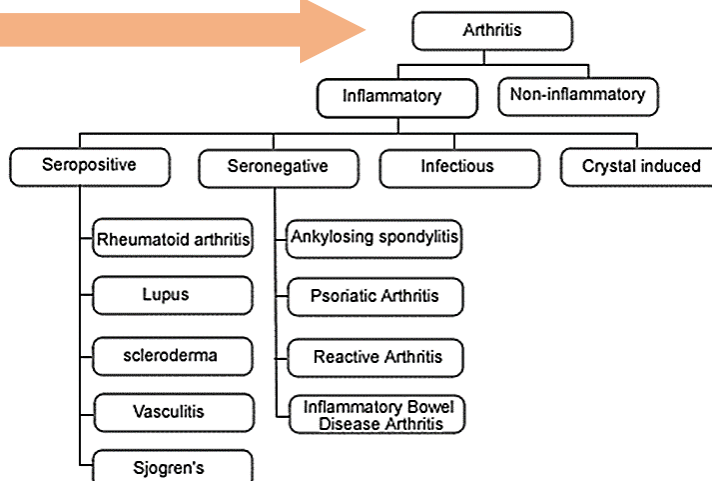 Arthritis
Inflammatory
Non-inflammatory
Seropositive
Seronegative
Infectious
Crystal induced
Rheumatoid arthritis
Lupus
scleroderma
Vasculitis
Sjogren's
Ankylosing spondylitis
Psoriatic Arthritis
Reactive Arthritis
Inflammatory Bowel
Disease Arthritis